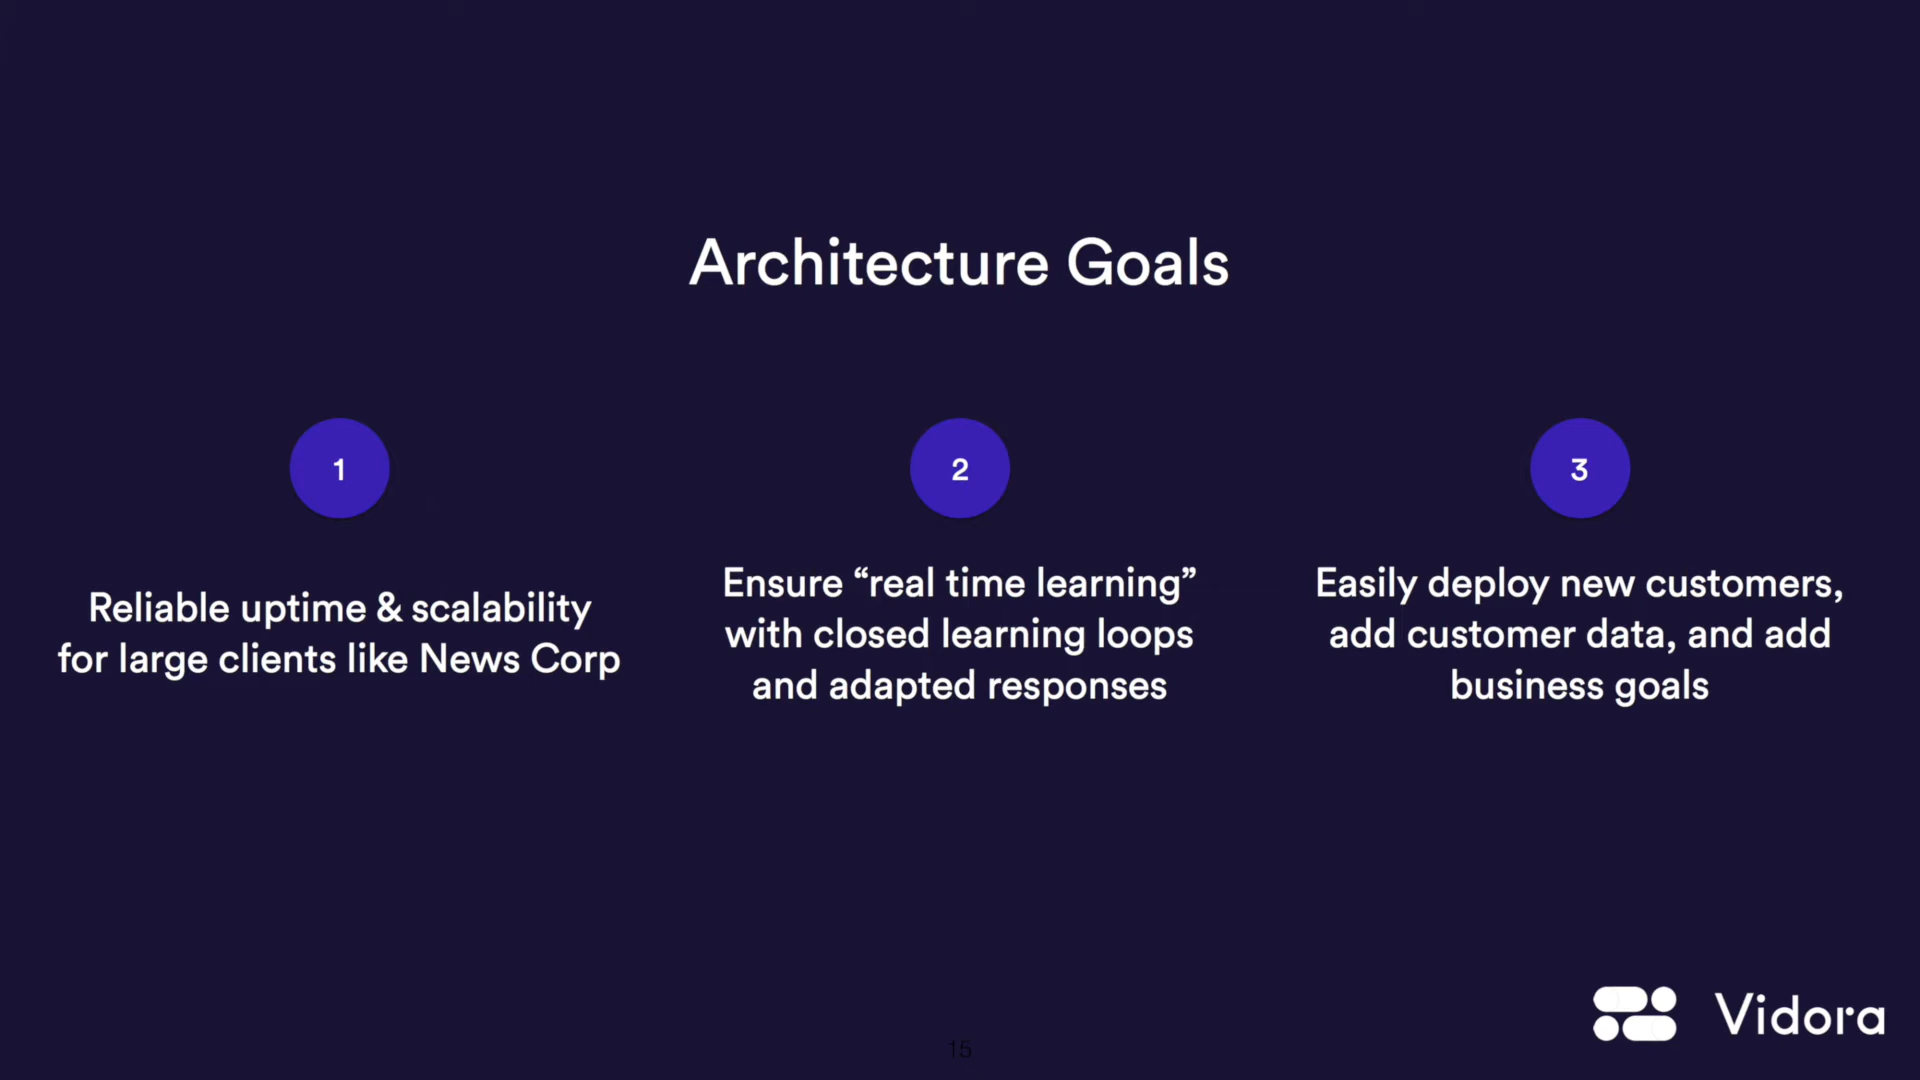 Architecture Goals
1
Reliable uptime & scalability
for large clients like News Corp
2
Ensure “real time learning”
with closed learning loops
and adapted responses
3
Easily deploy new customers,
add customer data, and add
business goals
Vidora
15